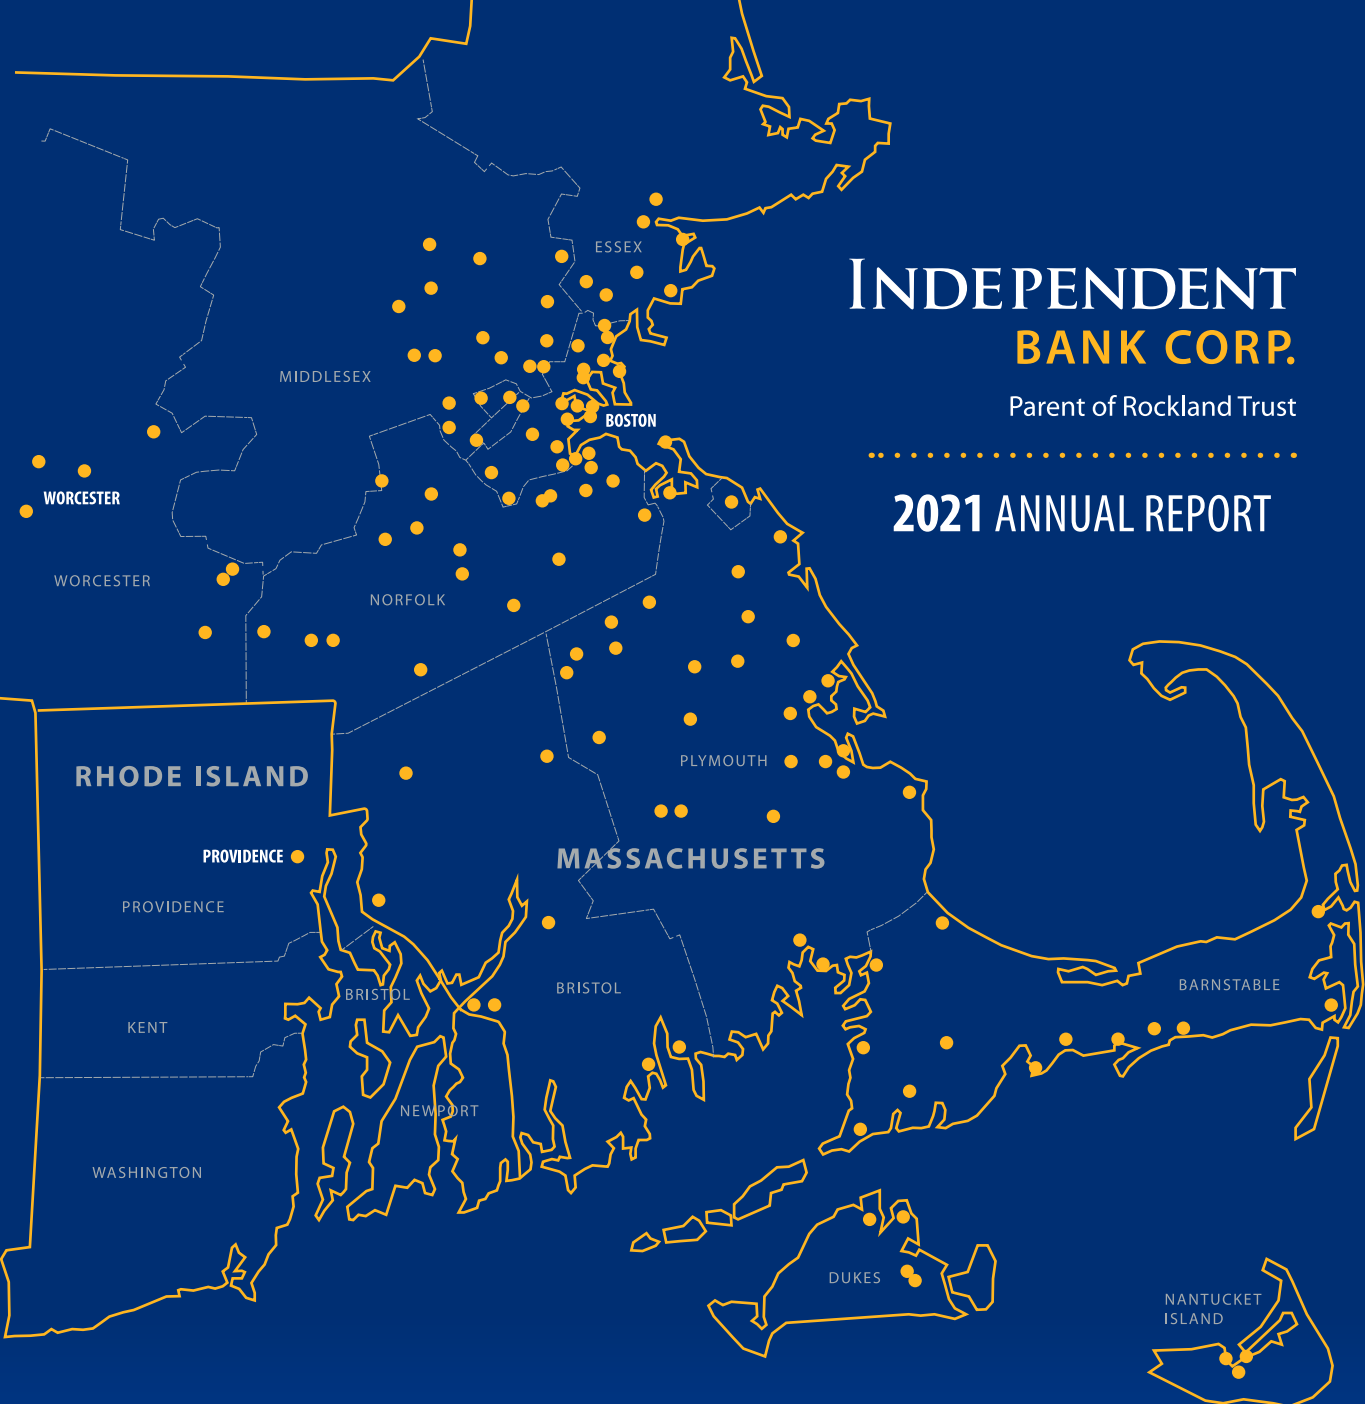 ESSEX
INDEPENDENT
BANK CORP.
MIDDLESEX
Parent of Rockland Trust
BOSTON
WORCESTER
2021 ANNUAL REPORT
WORCESTER
NORFOLK
PLYMOUTH
RHODE ISLAND
MASSACHUSETTS
PROVIDENCE
PROVIDENCE
BARNSTABLE
BRISTOL
BRISTOL
KENT
NEWPORT
WASHINGTON
DUKES
NANTUCKET
ISLAND